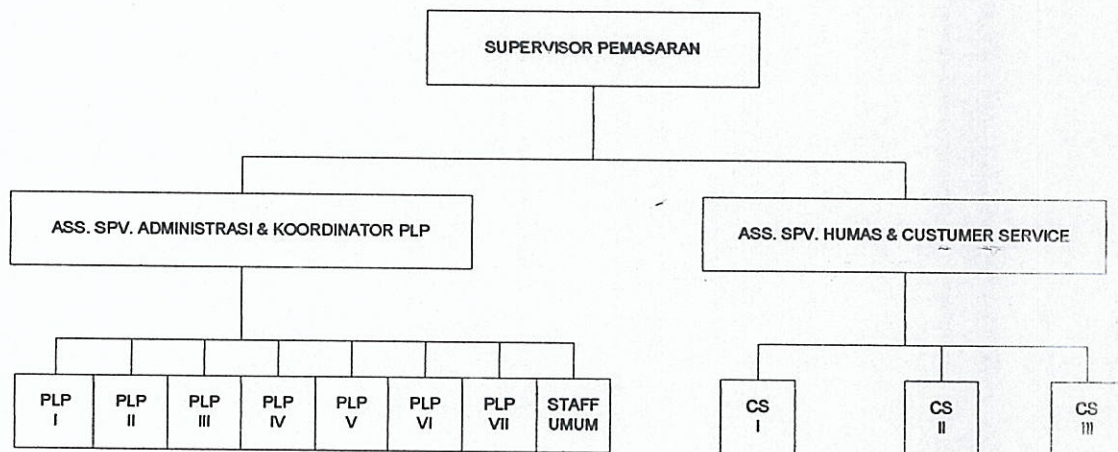 SUPERVISOR PEMASARAN
ASS. SPV. ADMINISTRASI & KOORDINATOR PLP
ASS. SPV. HUMAS & CUSTUMER SERVICE
PLP
I
PLP
II
PLP
III
PLP
IV
PLP
V
PLP
VI
PLP
VII
STAFF
UMUM
CS
I
CS
II
CS
III